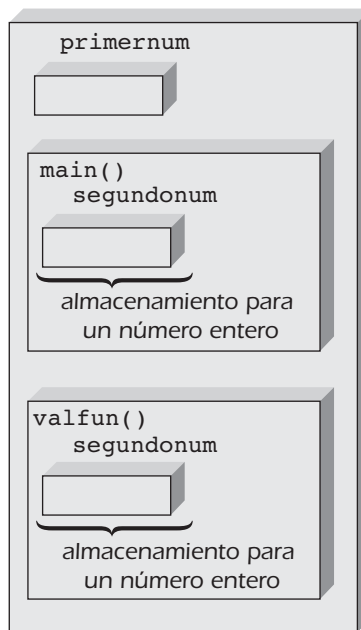 primernum
main()
segundonum
almacenamiento para
un número entero
valfun()
segundonum
almacenamiento para
un número entero